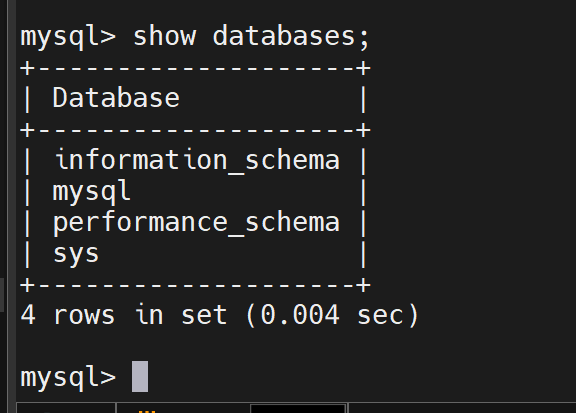 mysql> show databases;
+--------------------+
| Database           |
+--------------------+
| information_schema |
| mysql              |
| performance_schema |
| sys                |
+--------------------+
4 rows in set (0.004 sec)
mysql>